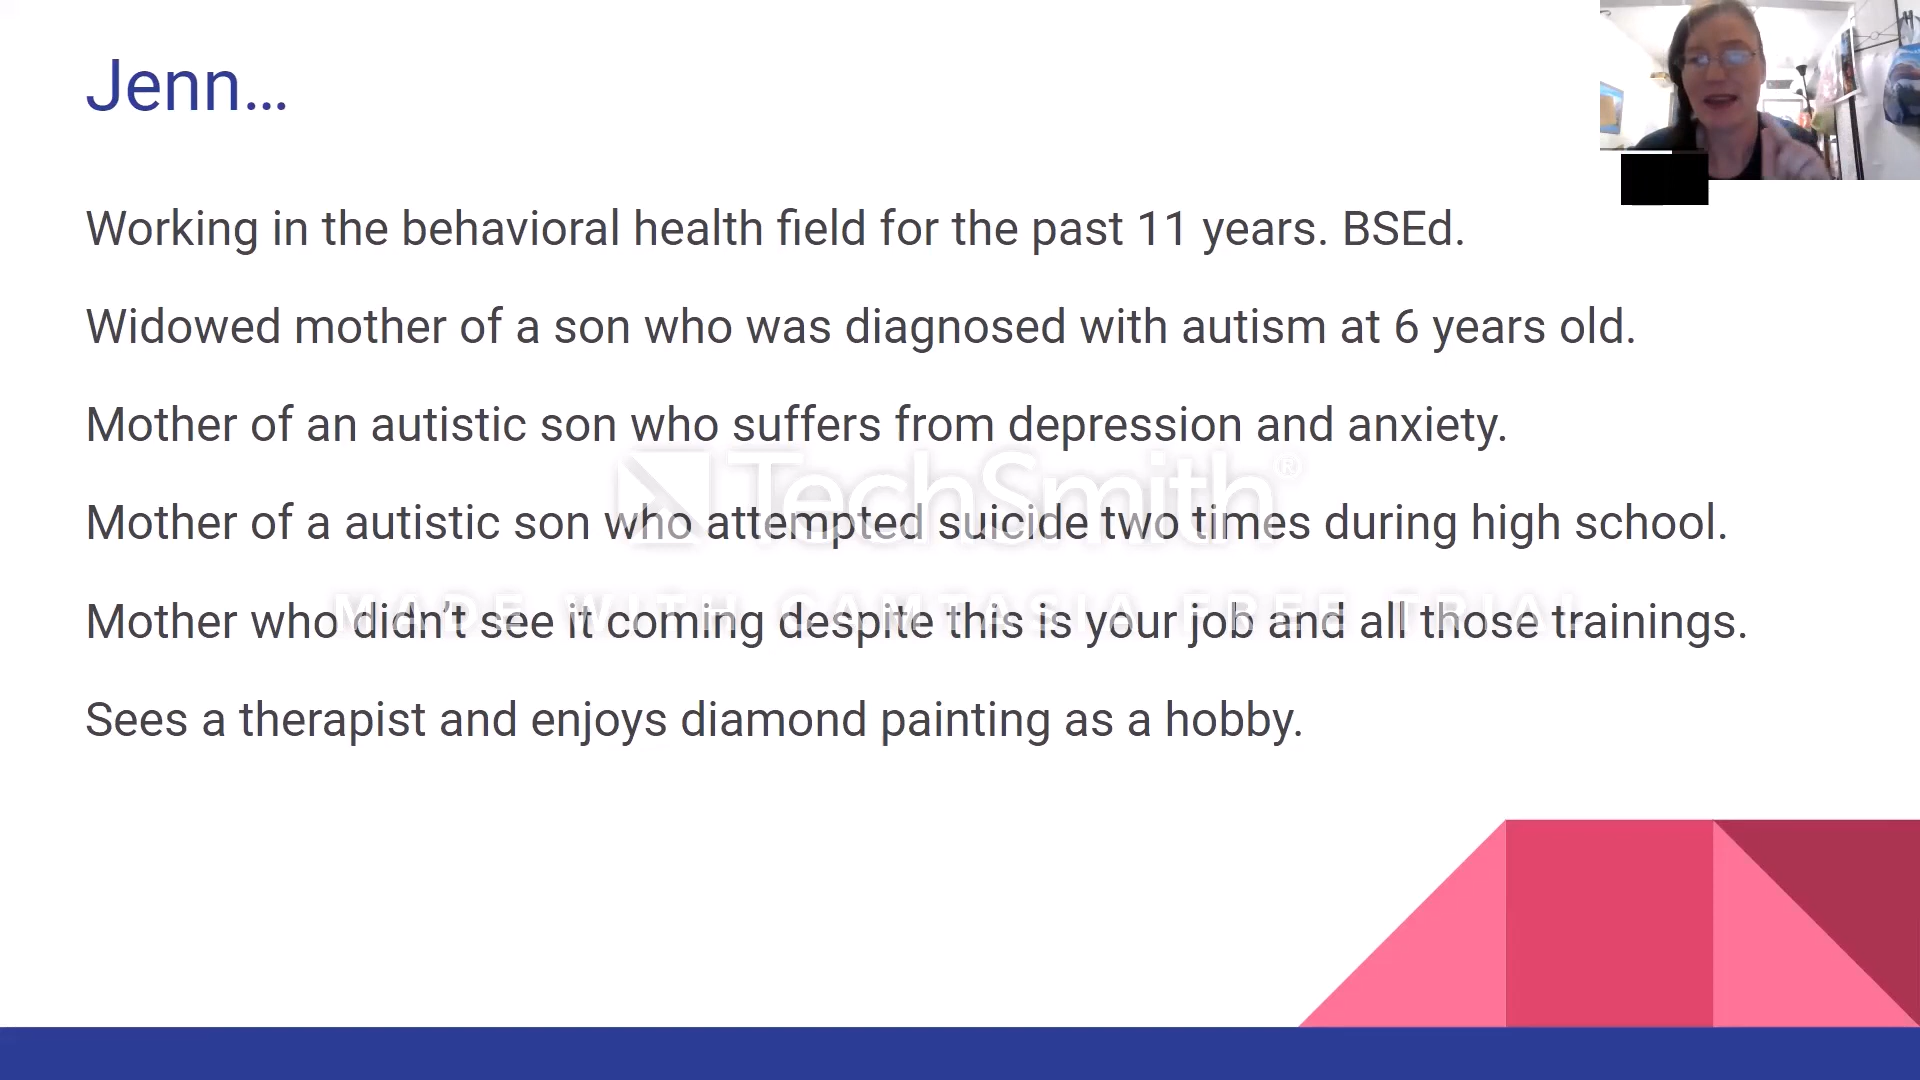 Jenn...
Working in the behavioral health field for the past 11 years. BSEd.
Widowed mother of a son who was diagnosed with autism at 6 years old.
Mother of an autistic son who suffers from depression and anxiety.
TechSmith®
Mother of a autistic son who attempted suicide two times during high school.
MADE WITH CAMTASIA FREE TRIAL
Mother who didn’t see it coming despite this is your job and all those trainings.
Sees a therapist and enjoys diamond painting as a hobby.